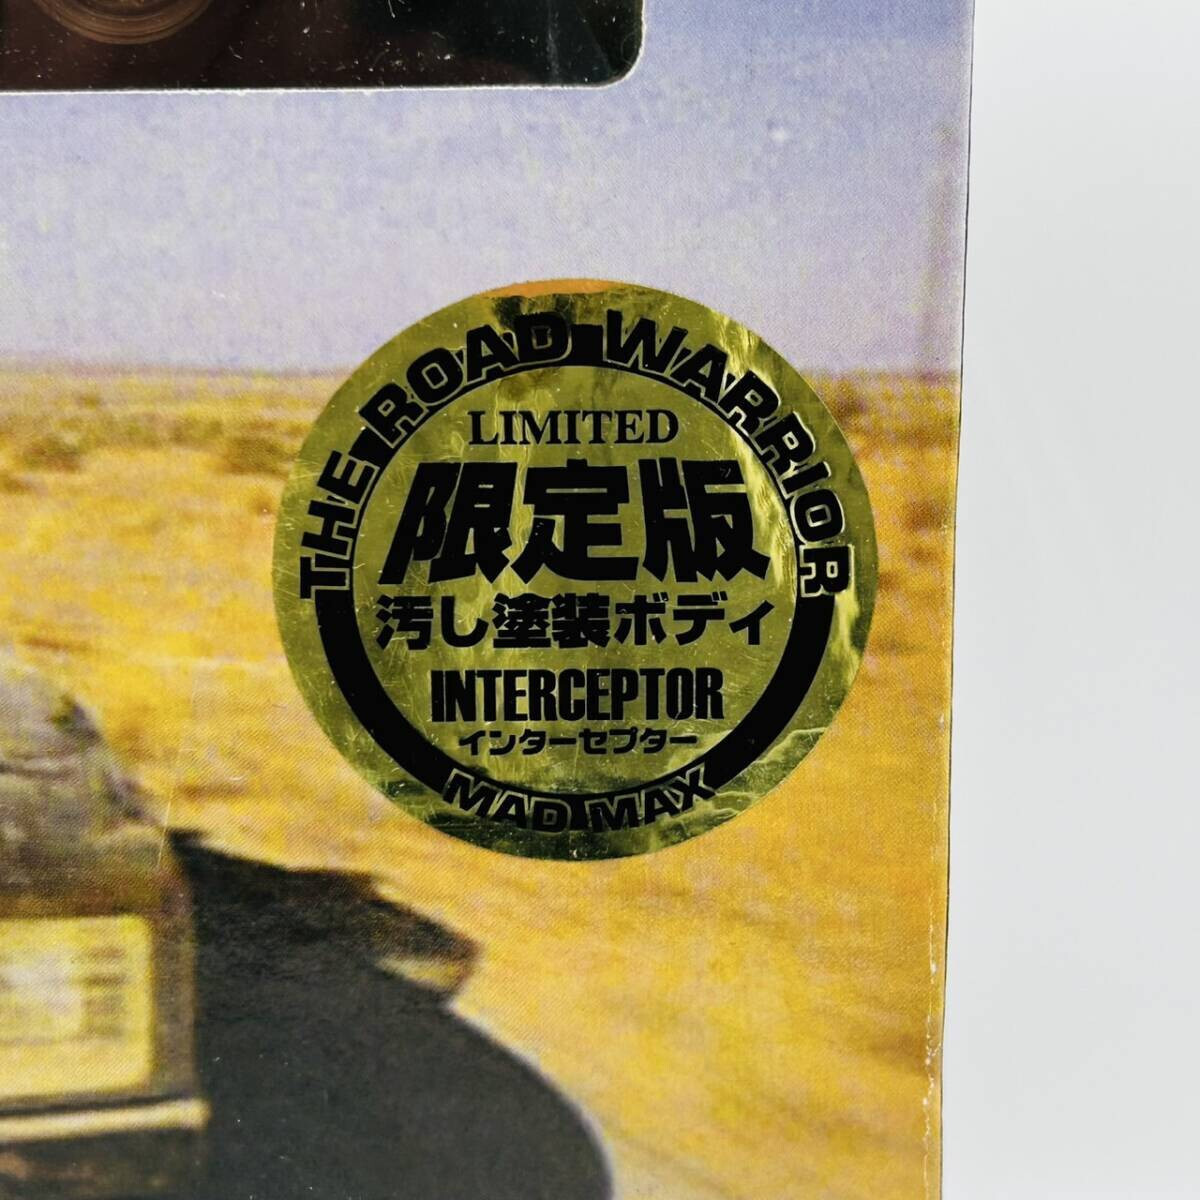 THE ROAD WARRIOR
LIMITED
限定版
汚し塗装ボディ
INTERCEPTOR
インターセプター
MAD MAX